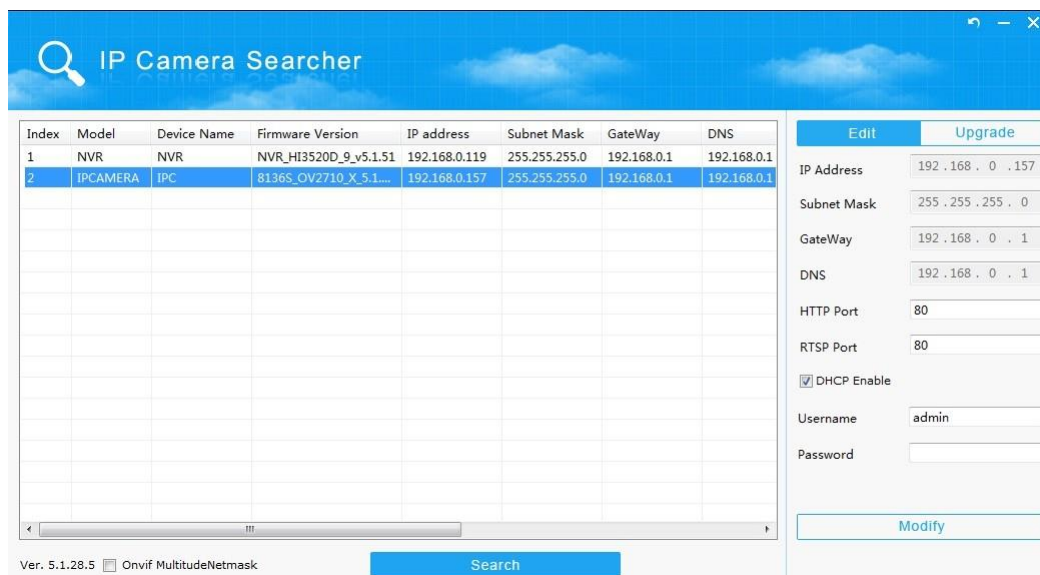 IP Camera Searcher
Index Model Device Name Firmware Version IP address Subnet Mask GateWay DNS
1 NVR NVR NVR_HI3520D_9_v5.1.51 192.168.0.119 255.255.255.0 192.168.0.1 192.168.0.1
2 IPCAMERA IPC 8136S_OV2710_X_5.1.... 192.168.0.157 255.255.255.0 192.168.0.1 192.168.0.1
Edit Upgrade
IP Address 192 . 168 . 0 . 157
Subnet Mask 255 . 255 . 255 . 0
GateWay 192 . 168 . 0 . 1
DNS 192 . 168 . 0 . 1
HTTP Port 80
RTSP Port 80
DHCP Enable
Username admin
Password
Modify
Ver. 5.1.28.5 Onvif MultitudeNetmask
Search